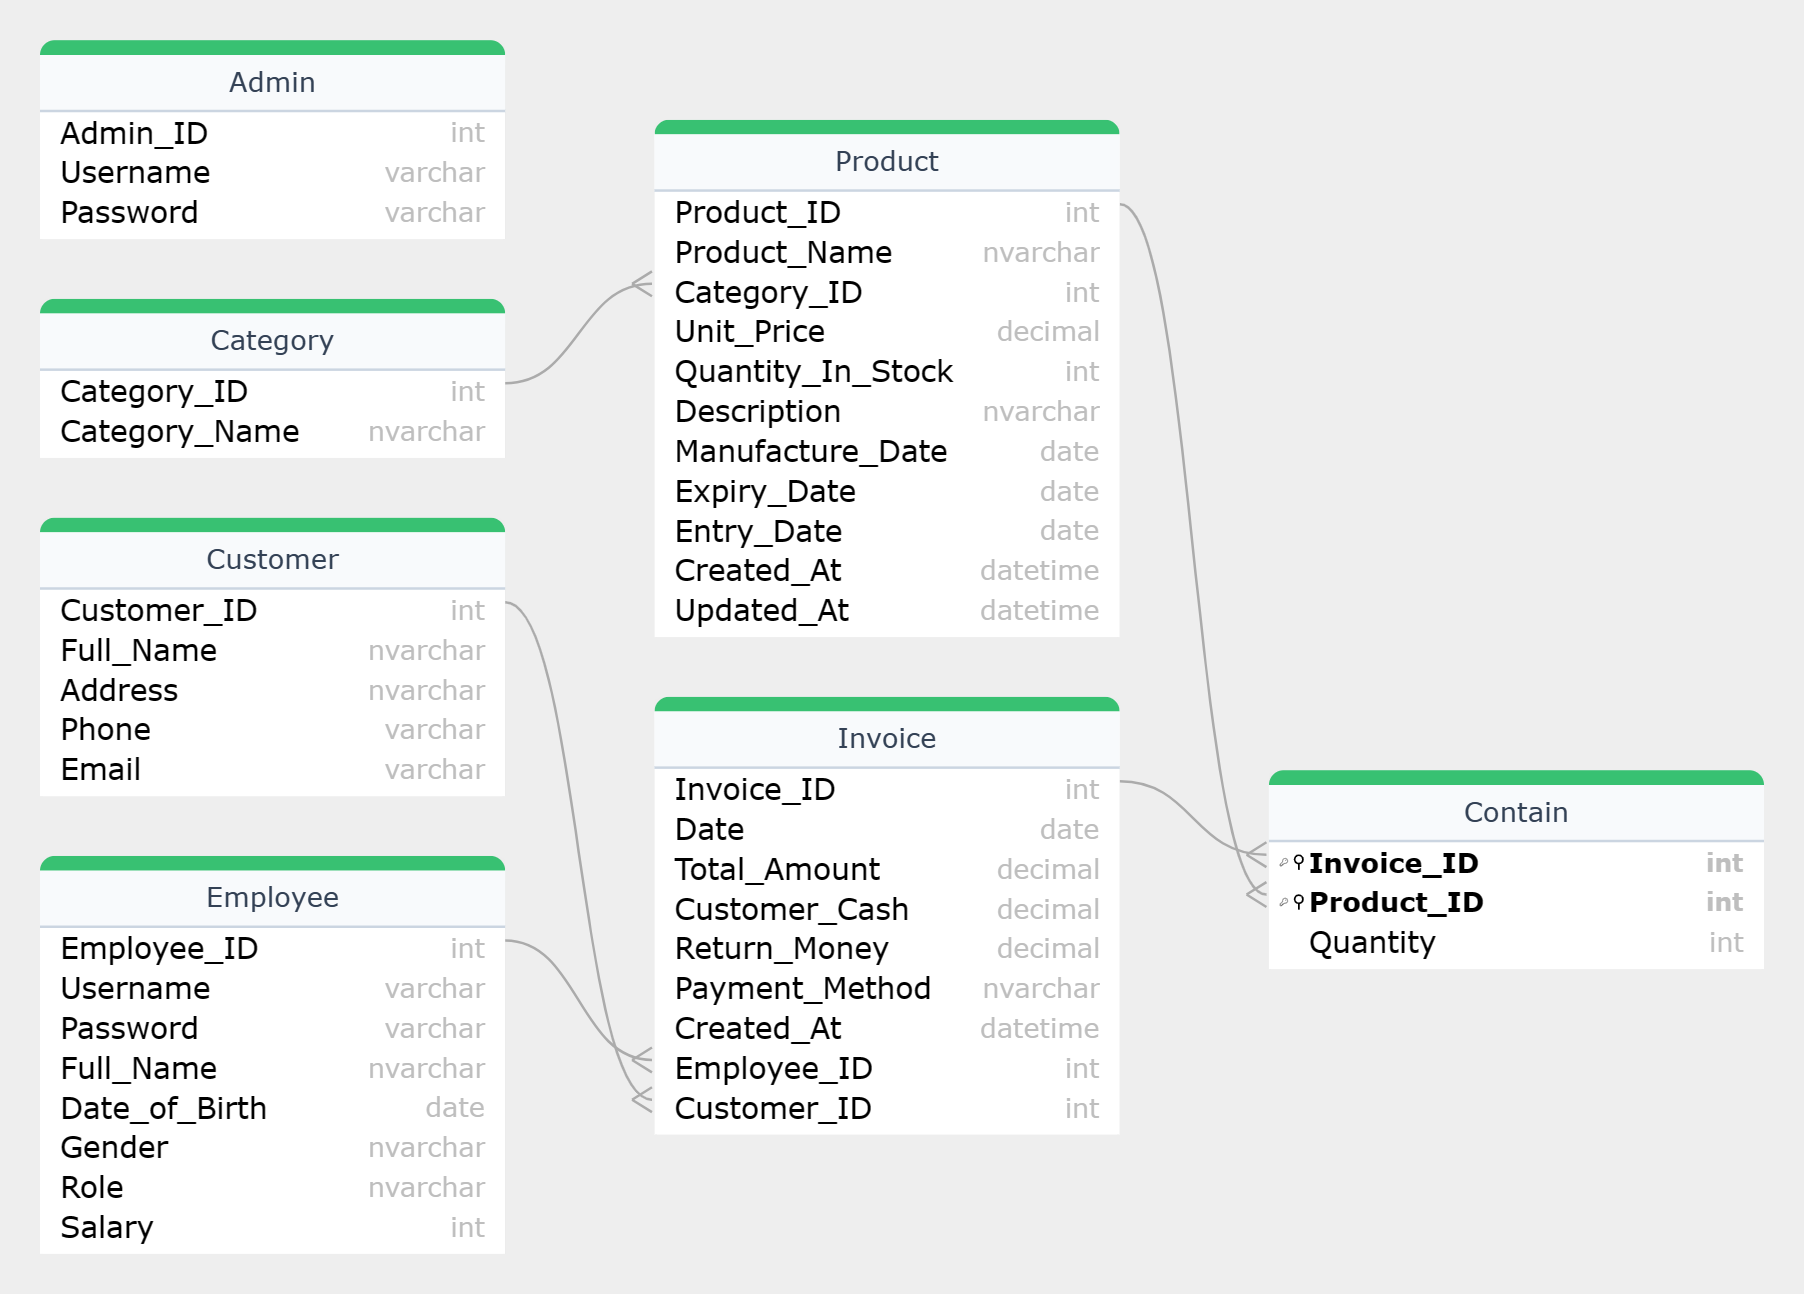 Admin
Admin_ID int
Username varchar
Password varchar
Category
Category_ID int
Category_Name nvarchar
Customer
Customer_ID int
Full_Name nvarchar
Address nvarchar
Phone varchar
Email varchar
Employee
Employee_ID int
Username varchar
Password varchar
Full_Name nvarchar
Date_of_Birth date
Gender nvarchar
Role nvarchar
Salary int
Product
Product_ID int
Product_Name nvarchar
Category_ID int
Unit_Price decimal
Quantity_In_Stock int
Description nvarchar
Manufacture_Date date
Expiry_Date date
Entry_Date date
Created_At datetime
Updated_At datetime
Invoice
Invoice_ID int
Date date
Total_Amount decimal
Customer_Cash decimal
Return_Money decimal
Payment_Method nvarchar
Created_At datetime
Employee_ID int
Customer_ID int
Contain
Invoice_ID int
Product_ID int
Quantity int